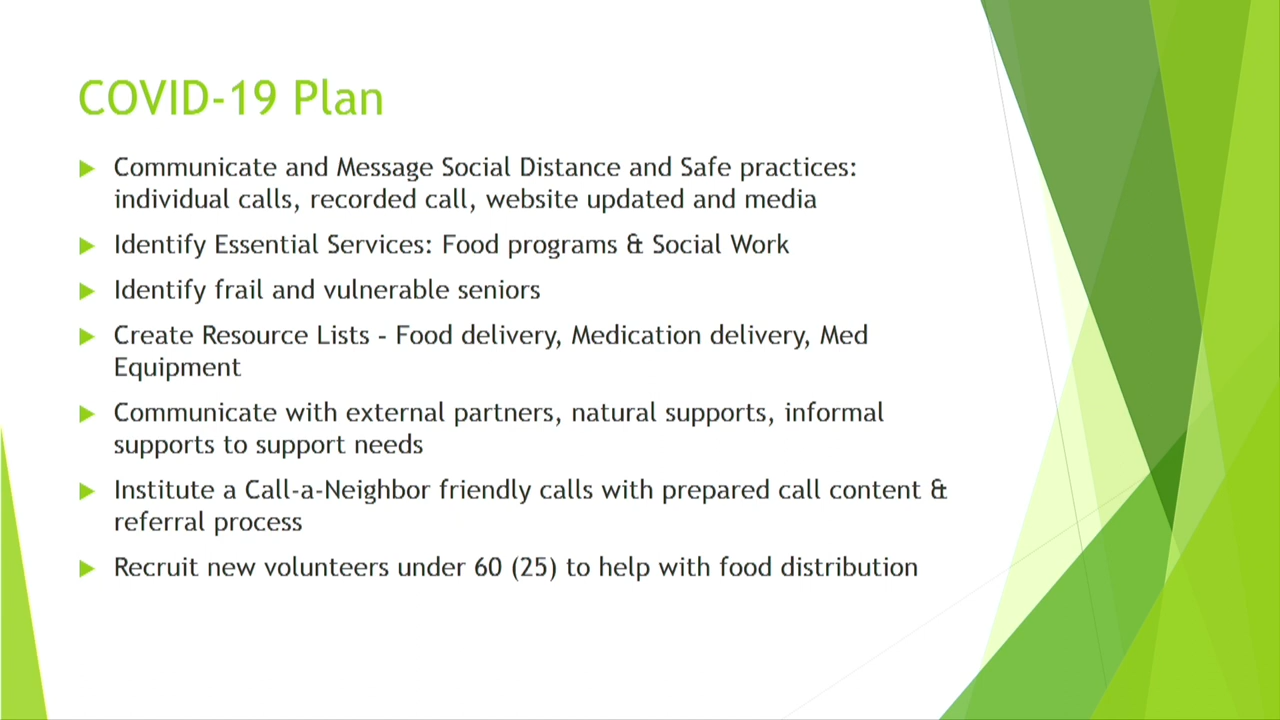 COVID-19 Plan
Communicate and Message Social Distance and Safe practices:
individual calls, recorded call, website updated and media
Identify Essential Services: Food programs & Social Work
Identify frail and vulnerable seniors
Create Resource Lists - Food delivery, Medication delivery, Med
Equipment
Communicate with external partners, natural supports, informal
supports to support needs
Institute a Call-a-Neighbor friendly calls with prepared call content &
referral process
Recruit new volunteers under 60 (25) to help with food distribution